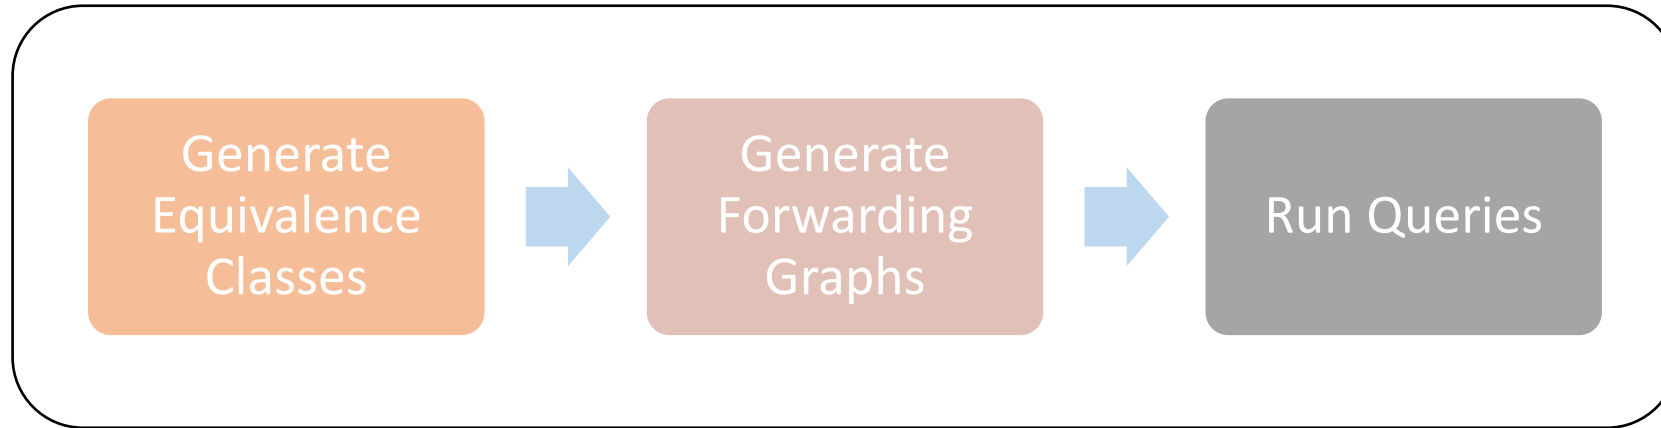 Generate
Equivalence
Classes
Generate
Forwarding
Graphs
Run Queries